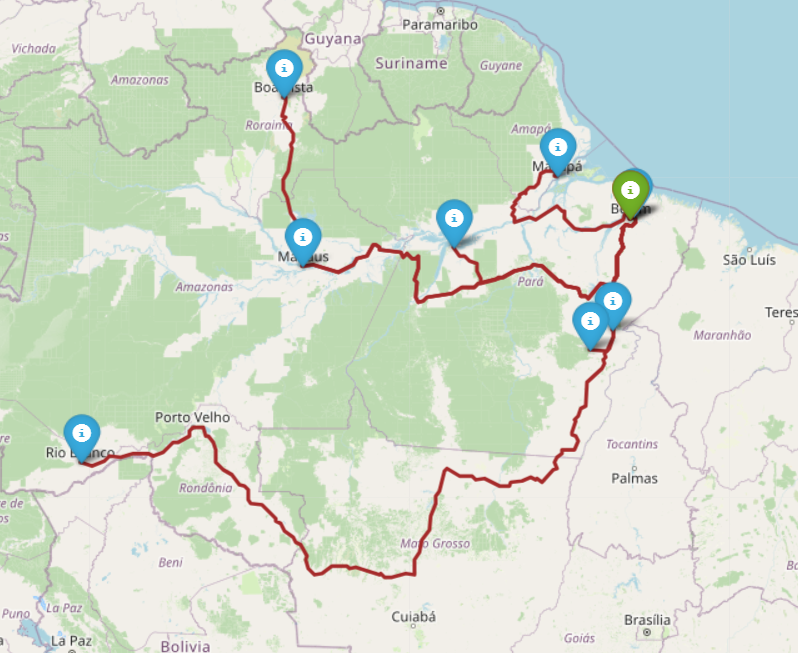 Paramaribo
Vichada
Guyana
Suriname
Guyane
Amazonas
Boa Vista
Roraima
Amapá
Macapá
Belém
São Luís
Manaus
Amazonas
Pará
Teres
Maranhão
Porto Velho
Rio Branco
Tocantins
Palmas
Rondônia
Mato Grosso
Beni
La Paz
Puno
Cuiabá
Brasília
Goiás
La Paz
Bolivia